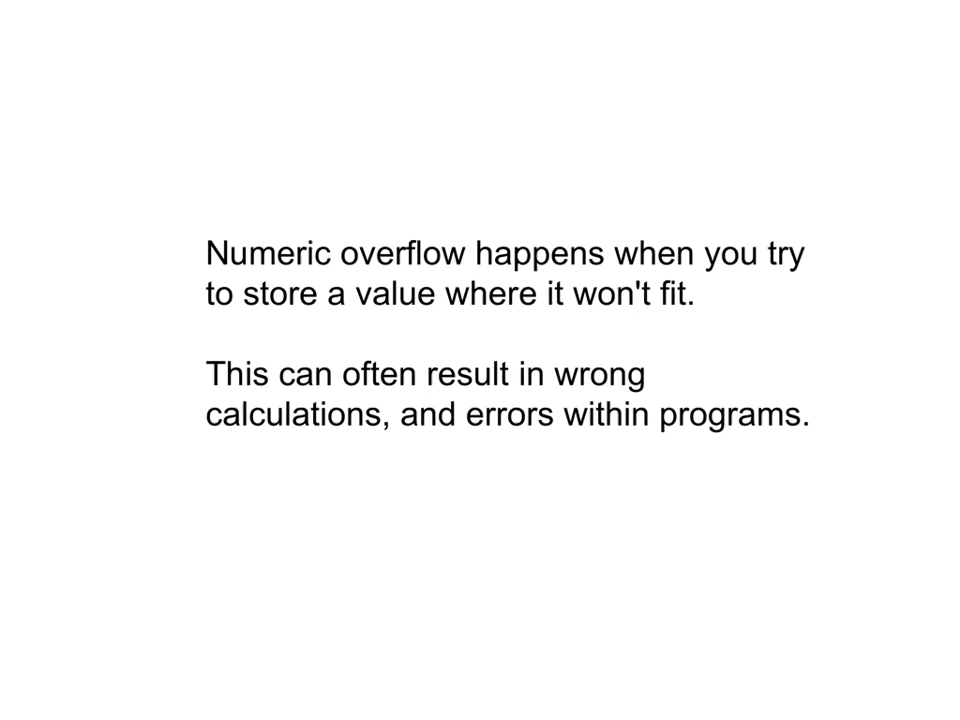 Numeric overflow happens when you try
to store a value where it won't fit.
This can often result in wrong
calculations, and errors within programs.